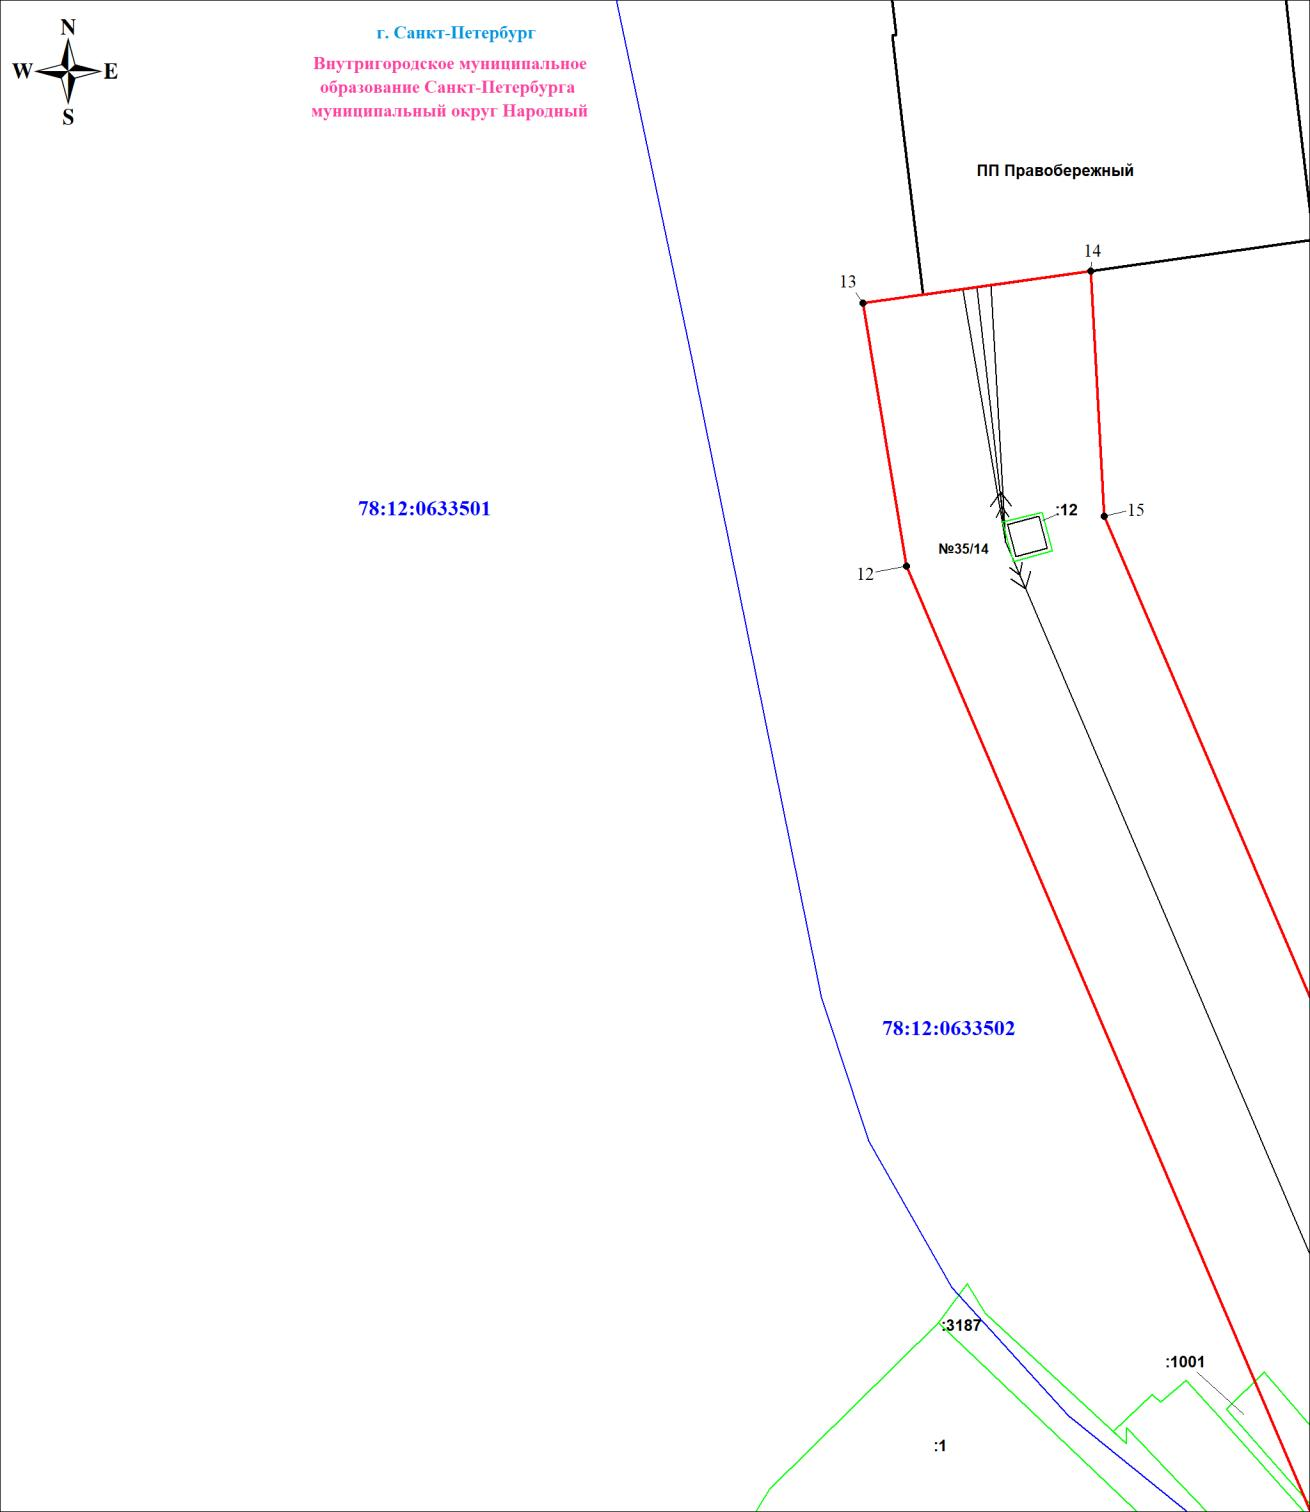 N
W E
S
г. Санкт-Петербург
Внутригородское муниципальное
образование Санкт-Петербурга
муниципальный округ Народный
ПП Правобережный
14
13
78:12:0633501
:12
15
№35/14
12
78:12:0633502
:3187
:1001
:1